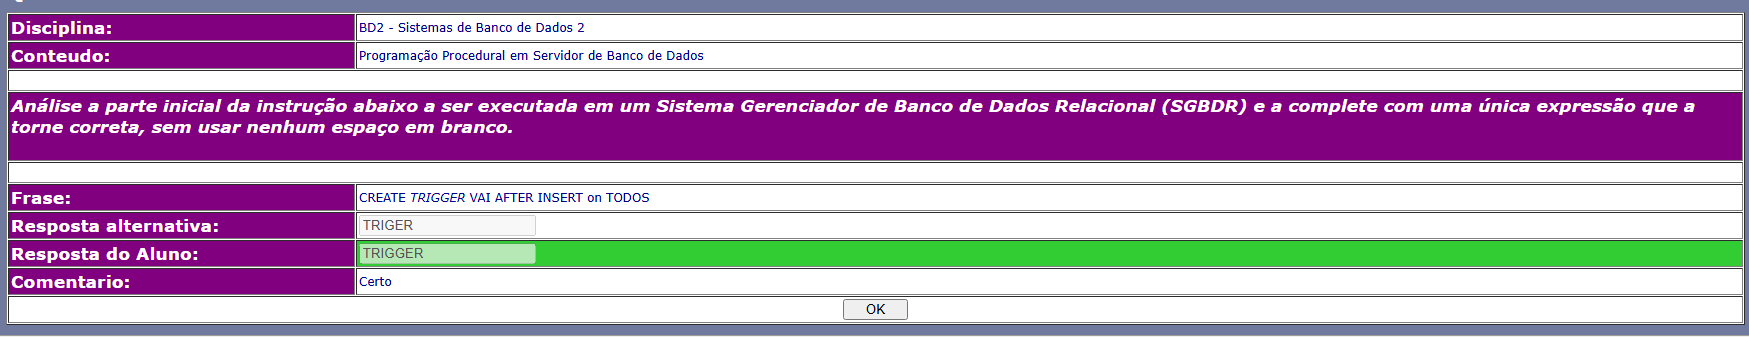 Disciplina: BD2 - Sistemas de Banco de Dados 2
Conteudo: Programação Procedural em Servidor de Banco de Dados
Análise a parte inicial da instrução abaixo a ser executada em um Sistema Gerenciador de Banco de Dados Relacional (SGBDR) e a complete com uma única expressão que a
torne correta, sem usar nenhum espaço em branco.
Frase: CREATE TRIGGER VAI AFTER INSERT on TODOS
Resposta alternativa: TRIGER
Resposta do Aluno: TRIGGER
Comentario: Certo
OK